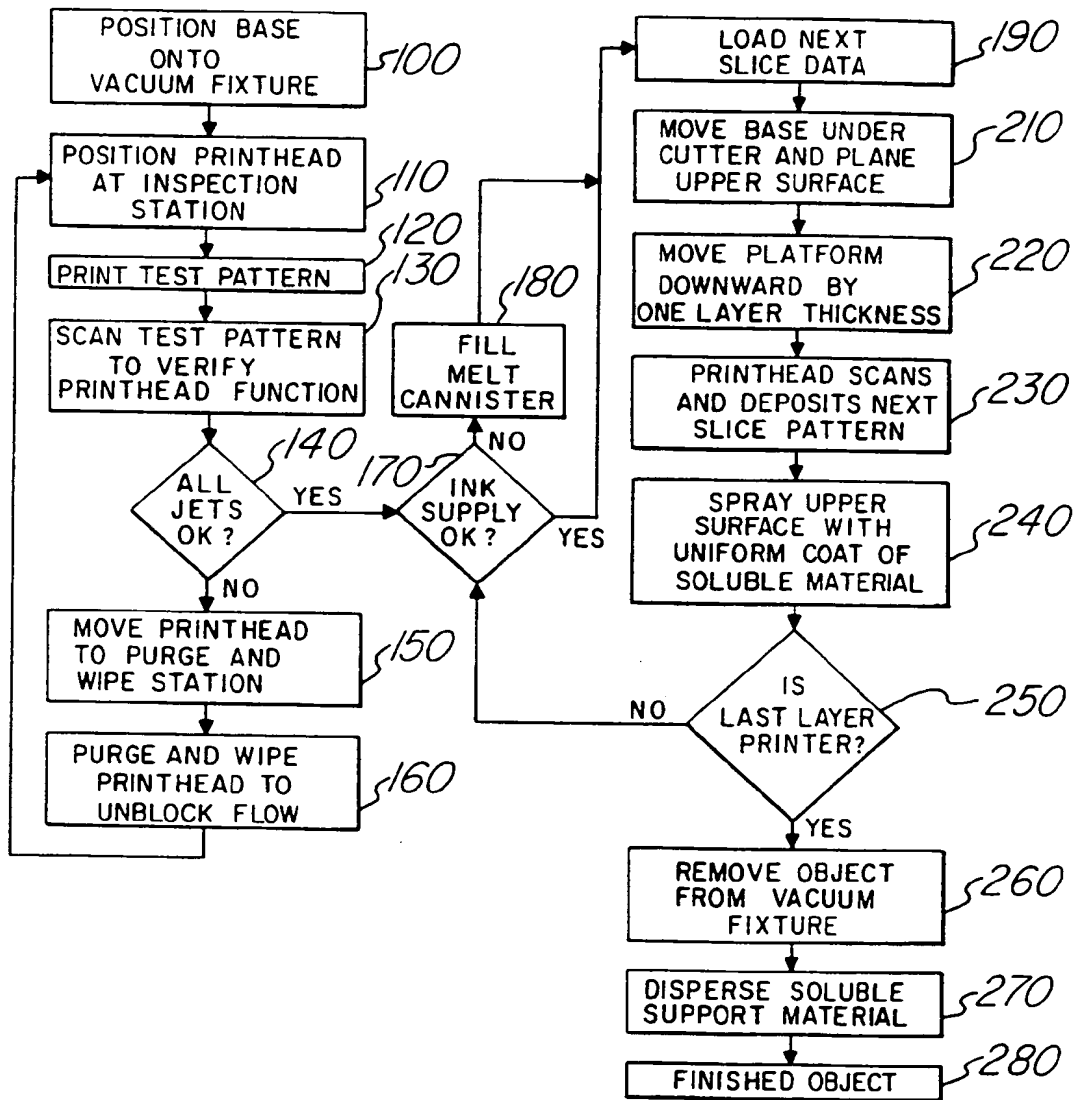 POSITION BASE
ONTO
VACUUM FIXTURE
100
POSITION PRINTHEAD
AT INSPECTION
STATION
110
PRINT TEST PATTERN
120
SCAN TEST PATTERN
TO VERIFY
PRINTHEAD FUNCTION
130
ALL
JETS
OK?
140
YES
NO
MOVE PRINTHEAD
TO PURGE AND
WIPE STATION
150
PURGE AND WIPE
PRINTHEAD TO
UNBLOCK FLOW
160
INK
SUPPLY
OK?
170
NO
YES
FILL
MELT
CANNISTER
180
LOAD NEXT
SLICE DATA
190
MOVE BASE UNDER
CUTTER AND PLANE
UPPER SURFACE
210
MOVE PLATFORM
DOWNWARD BY
ONE LAYER THICKNESS
220
PRINTHEAD SCANS
AND DEPOSITS NEXT
SLICE PATTERN
230
SPRAY UPPER
SURFACE WITH
UNIFORM COAT OF
SOLUBLE MATERIAL
240
IS
LAST LAYER
PRINTER?
250
NO
YES
REMOVE OBJECT
FROM VACUUM
FIXTURE
260
DISPERSE SOLUBLE
SUPPORT MATERIAL
270
FINISHED OBJECT
280